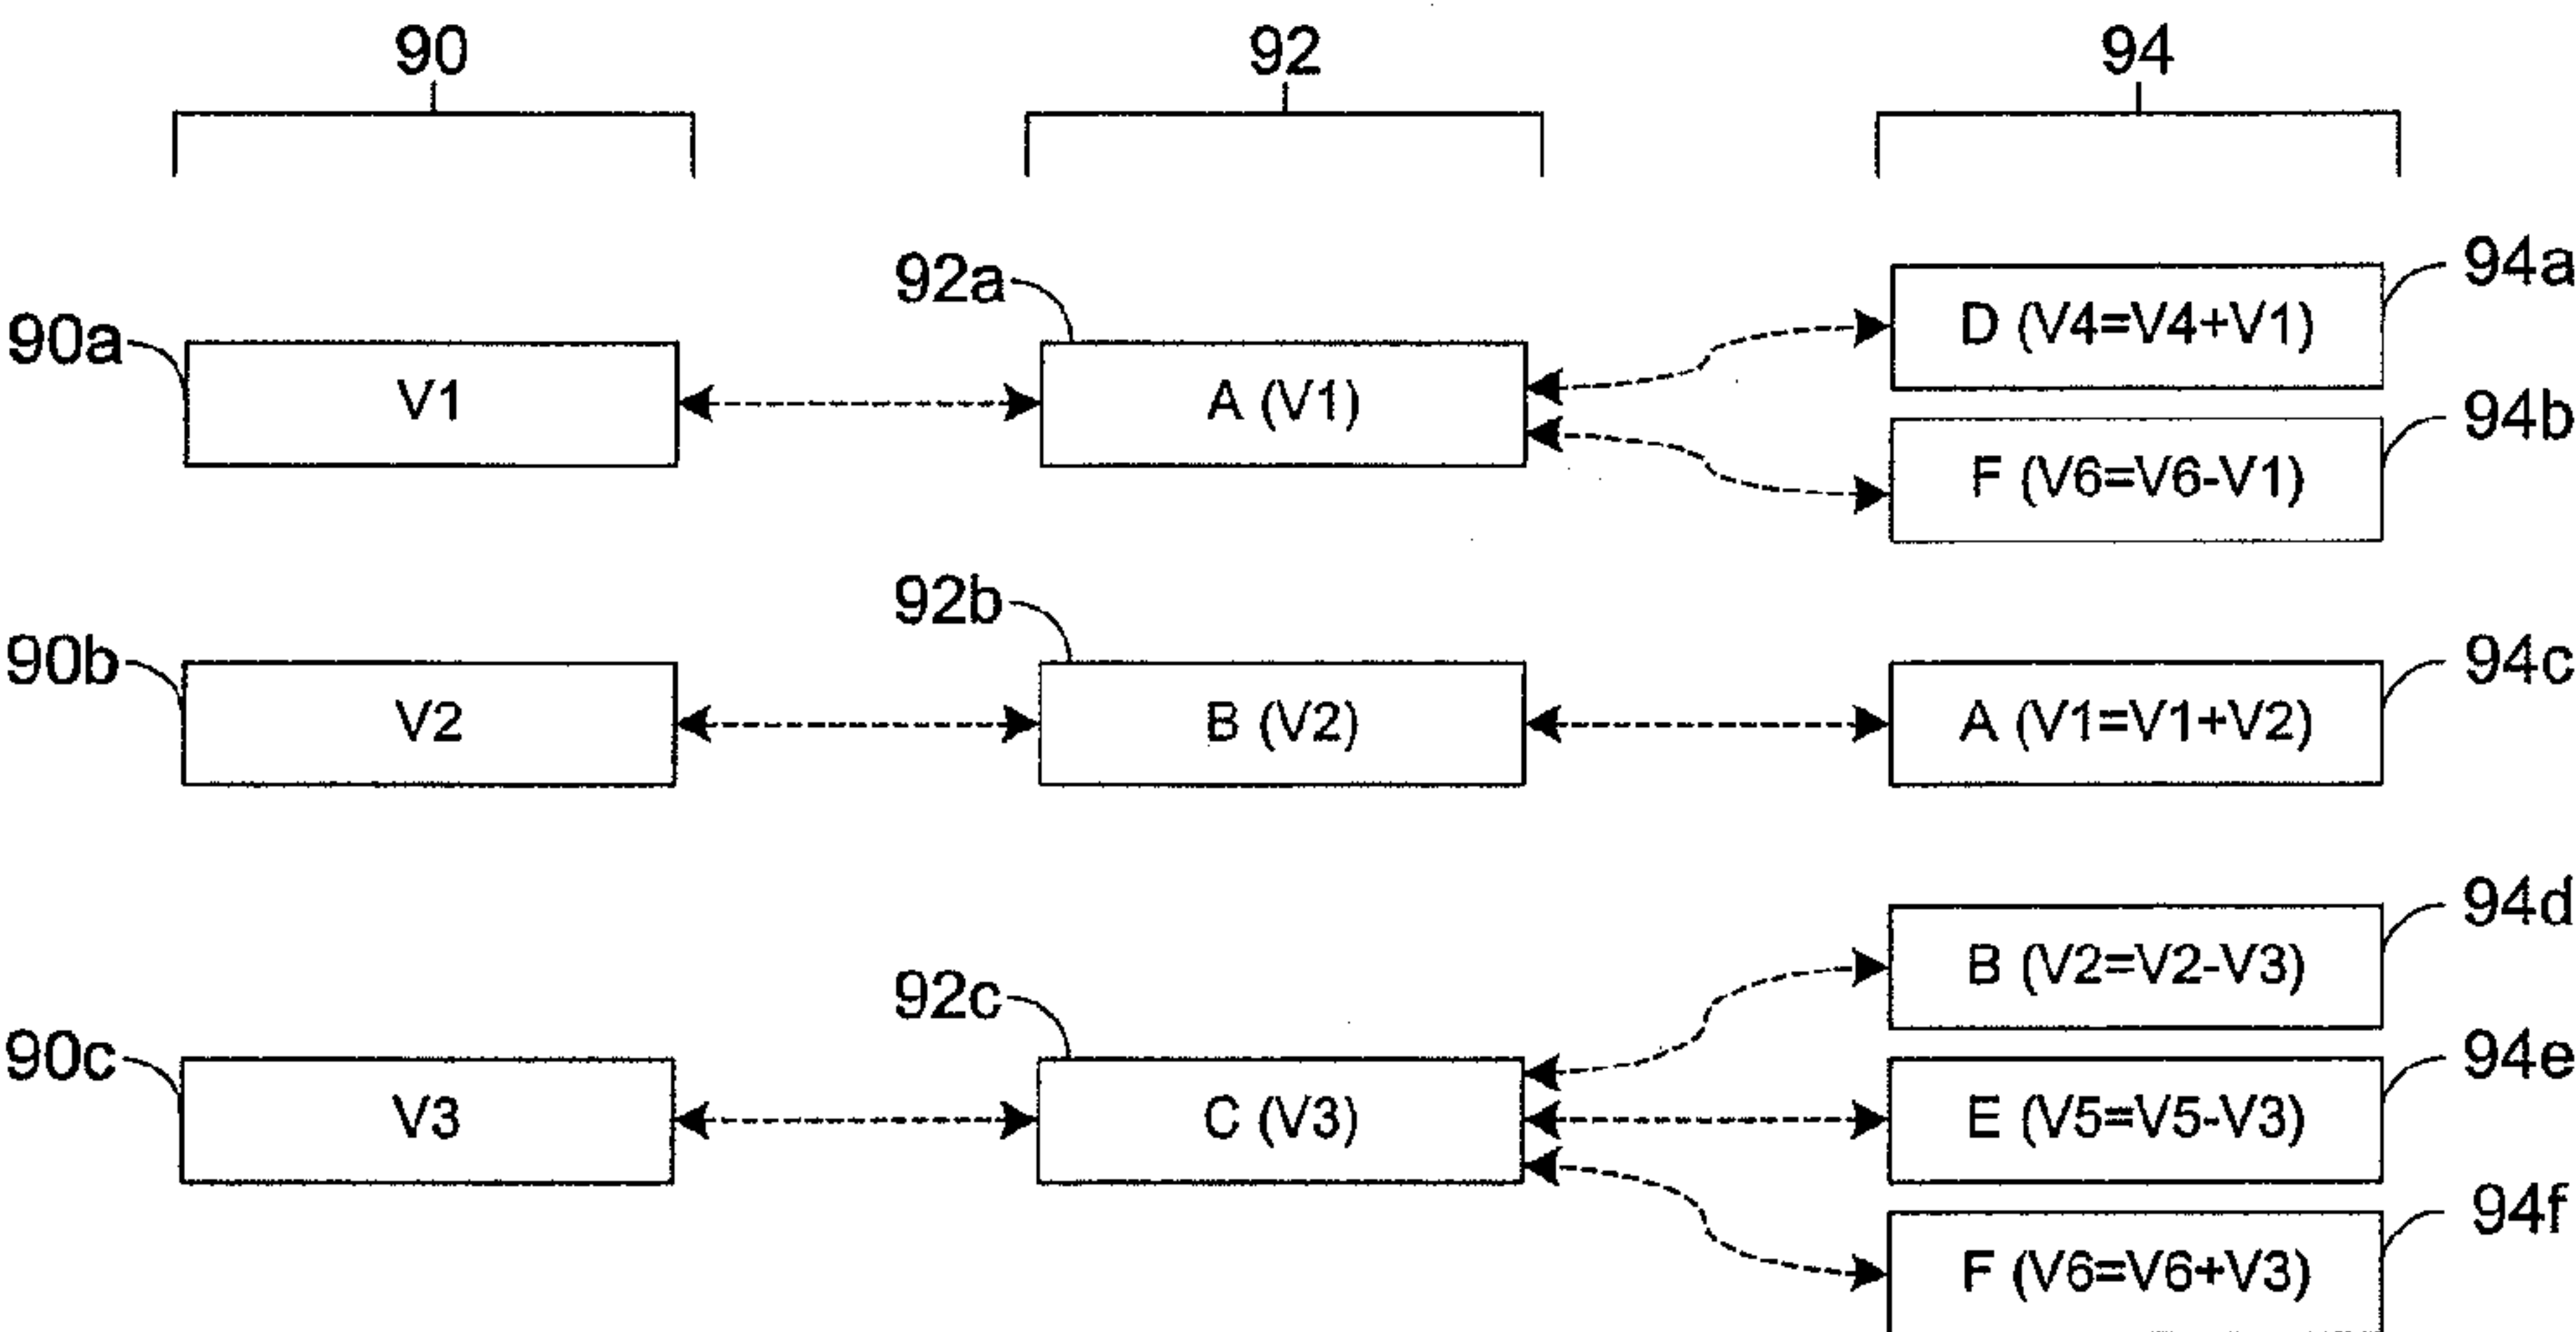 90 92 94
92a 94a
D (V4=V4+V1)
90a V1 A (V1)
94b
F (V6=V6-V1)
92b
90b V2 B (V2) A (V1=V1+V2) 94c
94d
B (V2=V2-V3)
92c
90c V3 C (V3) E (V5=V5-V3) 94e
94f
F (V6=V6+V3)